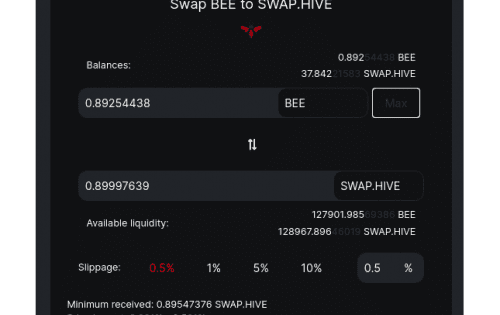 Swap BEE to SWAP.HIVE
Balances:
0.89254438 BEE
37.84221583 SWAP.HIVE
0.89254438 BEE Max
0.89997639 SWAP.HIVE
Available liquidity:
127901.98569386 BEE
128967.89646019 SWAP.HIVE
Slippage: 0.5% 1% 5% 10% 0.5 %
Minimum received: 0.89547376 SWAP.HIVE